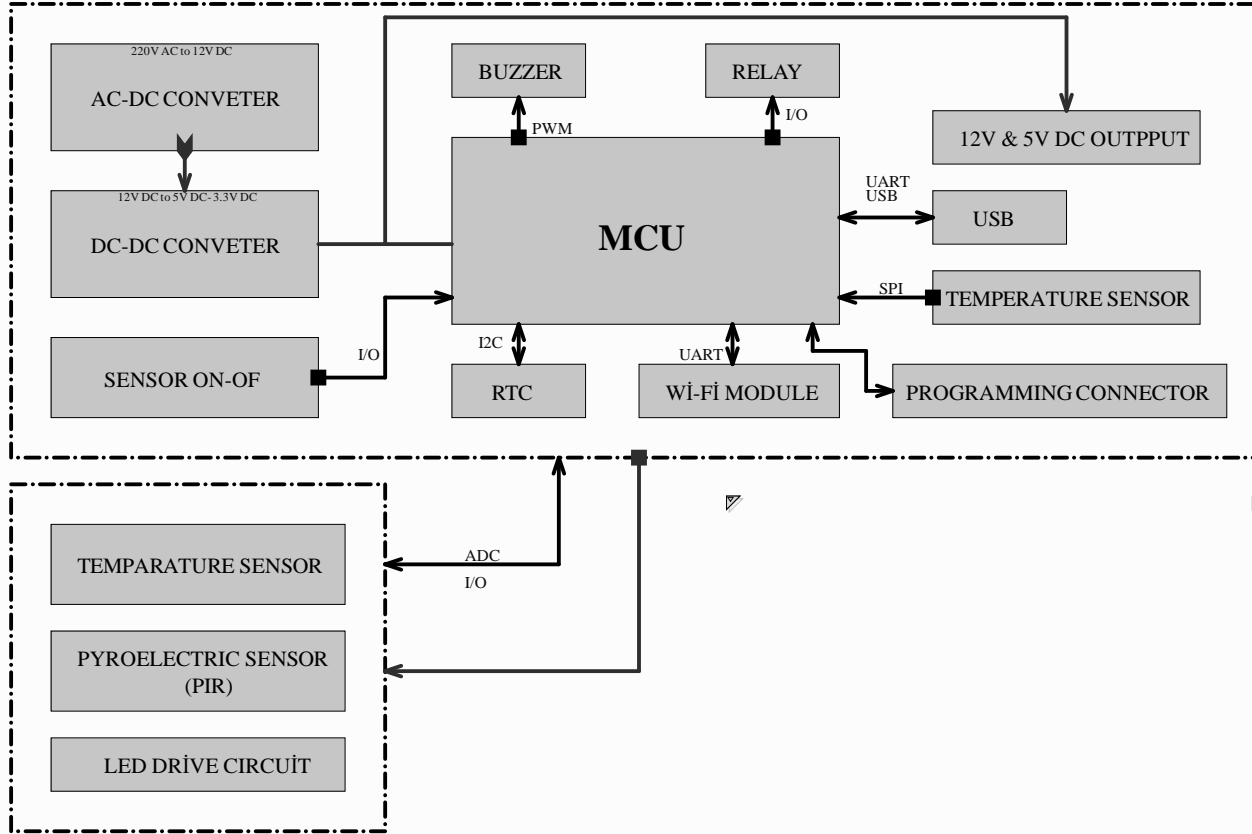 220V AC to 12V DC
AC-DC CONVETER
BUZZER
RELAY
PWM
I/O
12V & 5V DC OUTPPUT
12V DC to 5V DC- 3.3V DC
DC-DC CONVETER
MCU
UART
USB
USB
SPI
TEMPERATURE SENSOR
SENSOR ON-OF
I/O
I2C
RTC
UART
Wİ-Fİ MODULE
PROGRAMMING CONNECTOR
TEMPARATURE SENSOR
ADC
I/O
PYROELECTRIC SENSOR
(PIR)
LED DRİVE CIRCUİT